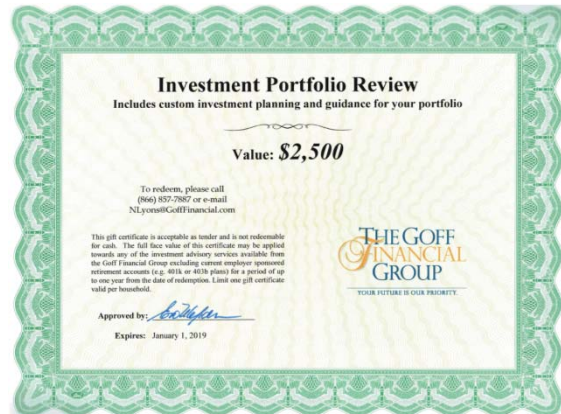 Investment Portfolio Review
Includes custom investment planning and guidance for your portfolio
Value: $2,500
To redeem, please call
(866) 857-7887 or e-mail
NLyons@GoffFinancial.com
This gift certificate is acceptable as tender and is not redeemable
for cash. The full face value of this certificate may be applied
towards any of the investment advisory services available from
the Goff Financial Group excluding current employer sponsored
retirement accounts (e.g. 401k or 403b plans) for a period of up
to one year from the date of redemption. Limit one gift certificate
valid per household.
THE GOFF
FINANCIAL
GROUP
YOUR FUTURE IS OUR PRIORITY.
Approved by:
Expires: January 1, 2019